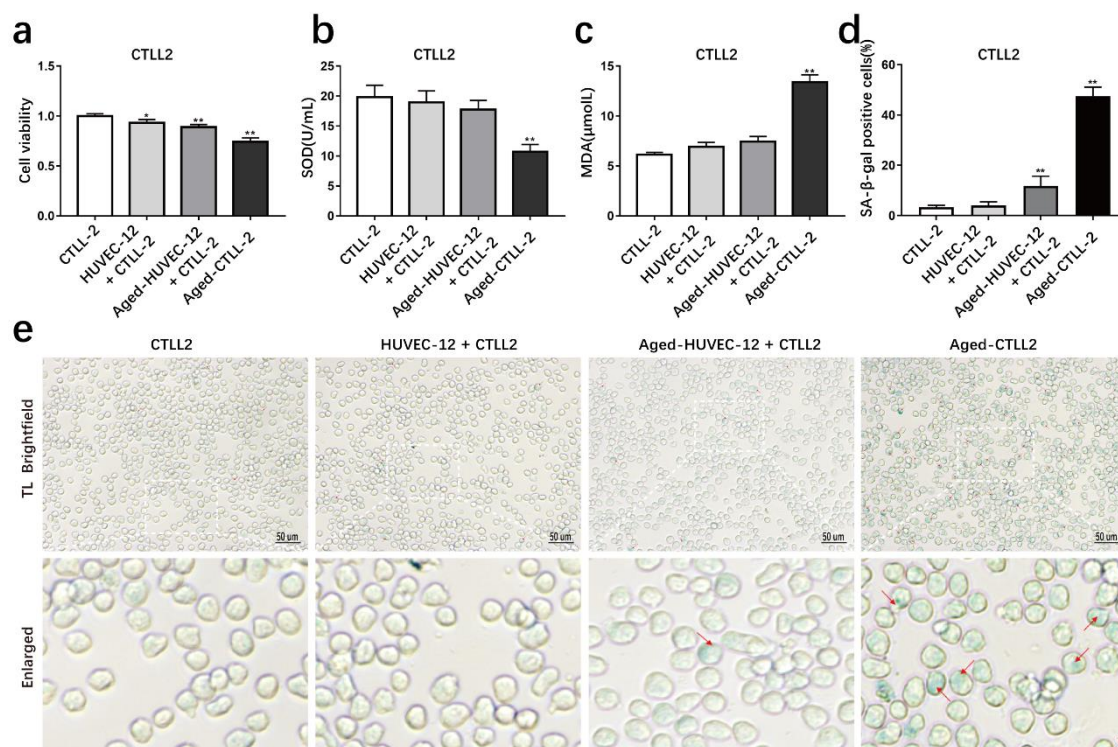 a
CTLL2
Cell viability
1.5
1.0
0.5
0.0
*
**
**
CTLL-2
HUVEC-12
+ CTLL-2
Aged-HUVEC-12
+ CTLL-2
Aged-CTLL-2
b
CTLL2
SOD(U/mL)
25
20
15
10
5
0
**
CTLL-2
HUVEC-12
+ CTLL-2
Aged-HUVEC-12
+ CTLL-2
Aged-CTLL-2
c
CTLL2
MDA(μmolL)
15
10
5
0
**
CTLL-2
HUVEC-12
+ CTLL-2
Aged-HUVEC-12
+ CTLL-2
Aged-CTLL-2
d
CTLL2
SA-β-gal positive cells(%)
60
40
20
0
**
**
CTLL-2
HUVEC-12
+ CTLL-2
Aged-HUVEC-12
+ CTLL-2
Aged-CTLL-2
e
CTLL2
HUVEC-12 + CTLL2
Aged-HUVEC-12 + CTLL2
Aged-CTLL2
TL Brightfield
50 um
50 um
50 um
50 um
Enlarged